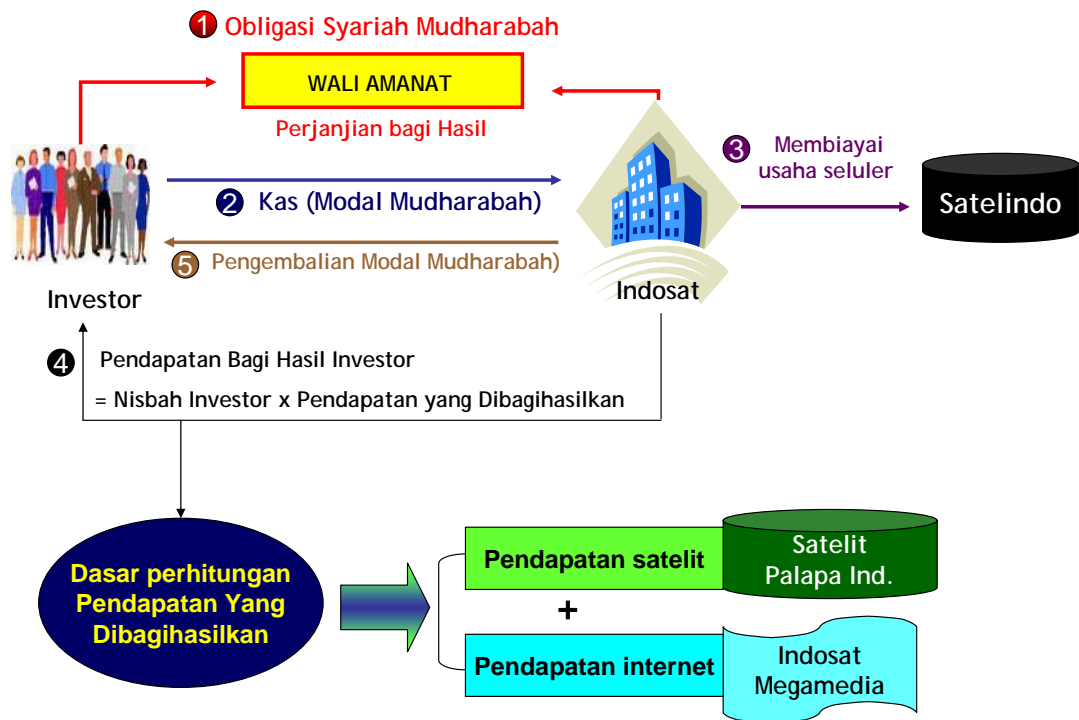 1 Obligasi Syariah Mudharabah
WALI AMANAT
Perjanjian bagi Hasil
3 Membiayai
usaha seluler
Satelindo
2 Kas (Modal Mudharabah)
5 Pengembalian Modal Mudharabah)
Investor
Indosat
4 Pendapatan Bagi Hasil Investor
= Nisbah Investor x Pendapatan yang Dibagihasilkan
Dasar perhitungan
Pendapatan Yang
Dibagihasilkan
Pendapatan satelit
Satelit
Palapa Ind.
+
Pendapatan internet
Indosat
Megamedia